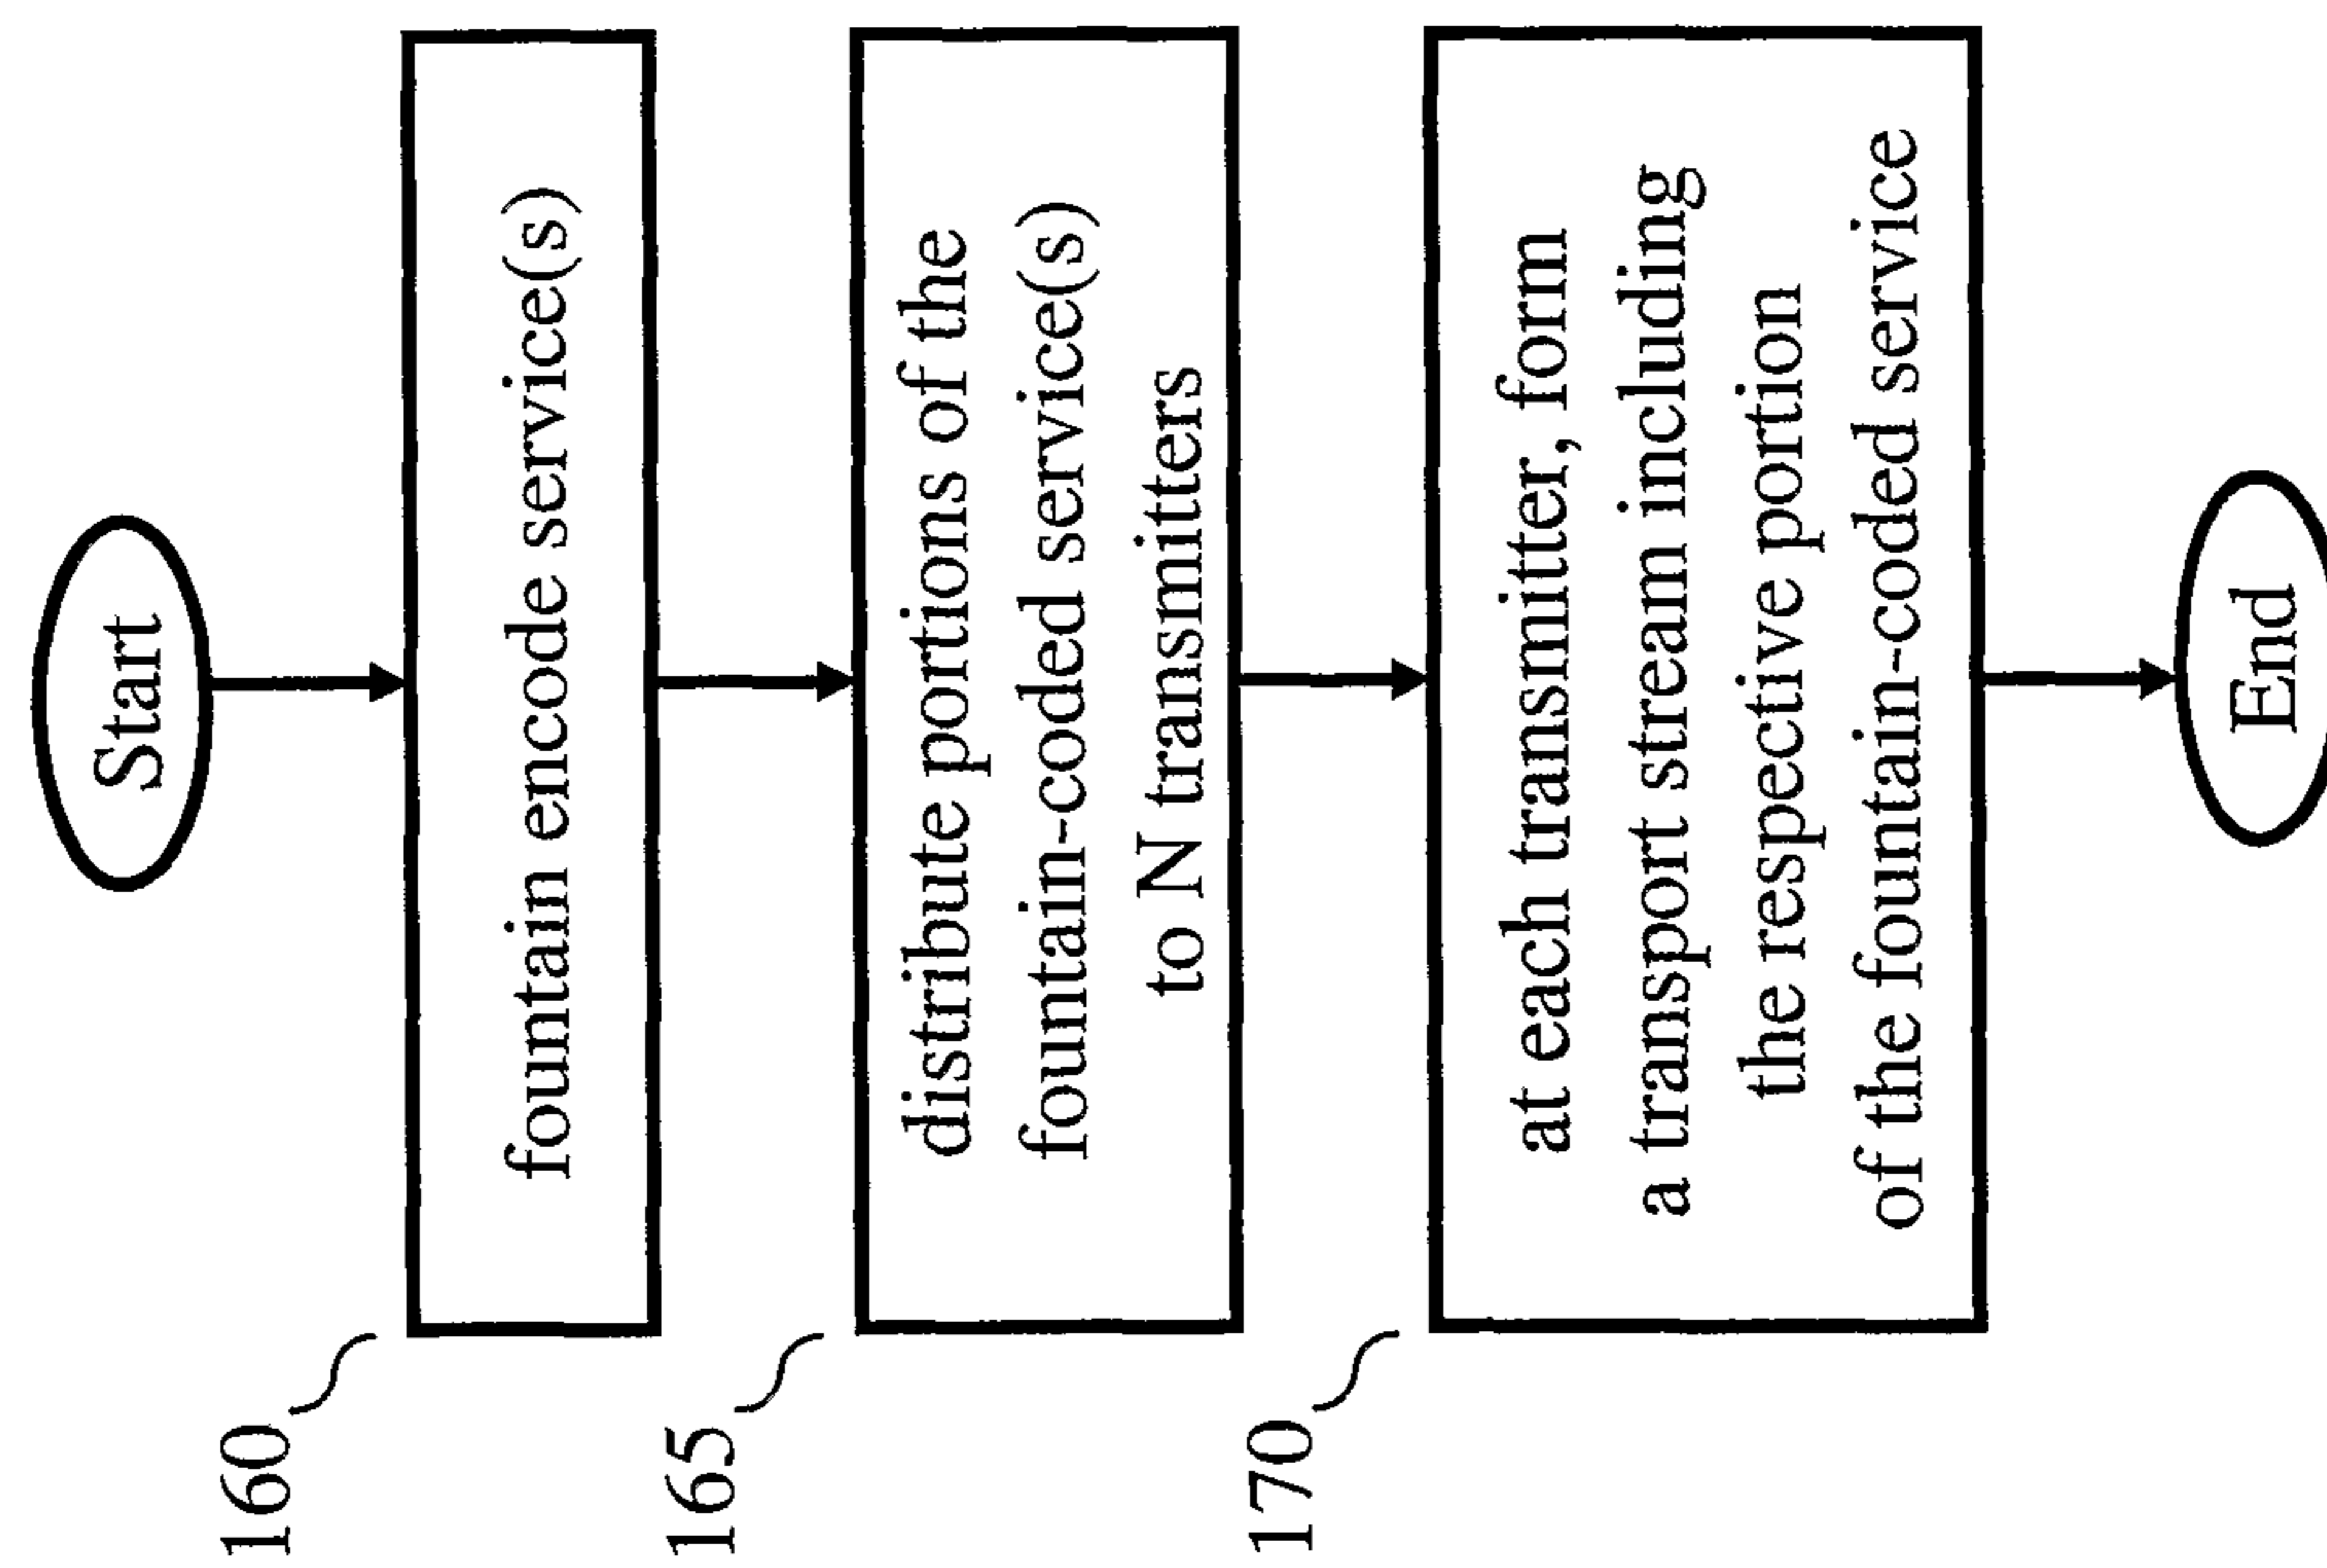 Start
160
fountain encode service(s)
165
distribute portions of the
fountain-coded service(s)
to N transmitters
170
at each transmitter, form
a transport stream including
the respective portion
of the fountain-coded service
End